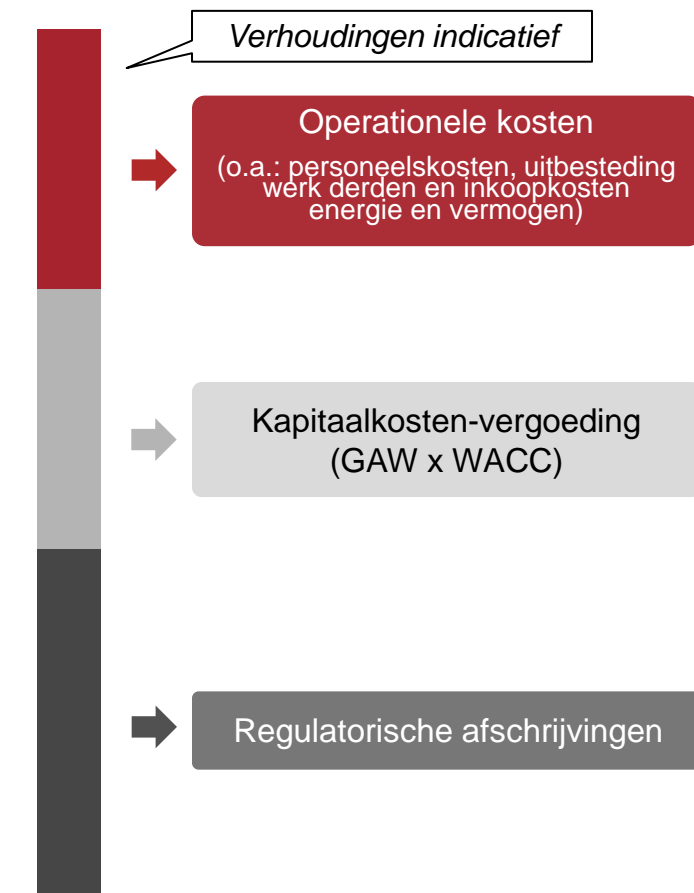 Verhoudingen indicatief
Operationele kosten
(o.a.: personeelskosten, uitbesteding
werk derden en inkoopkosten
energie en vermogen)
Kapitaalkosten-vergoeding
(GAW x WACC)
Regulatorische afschrijvingen